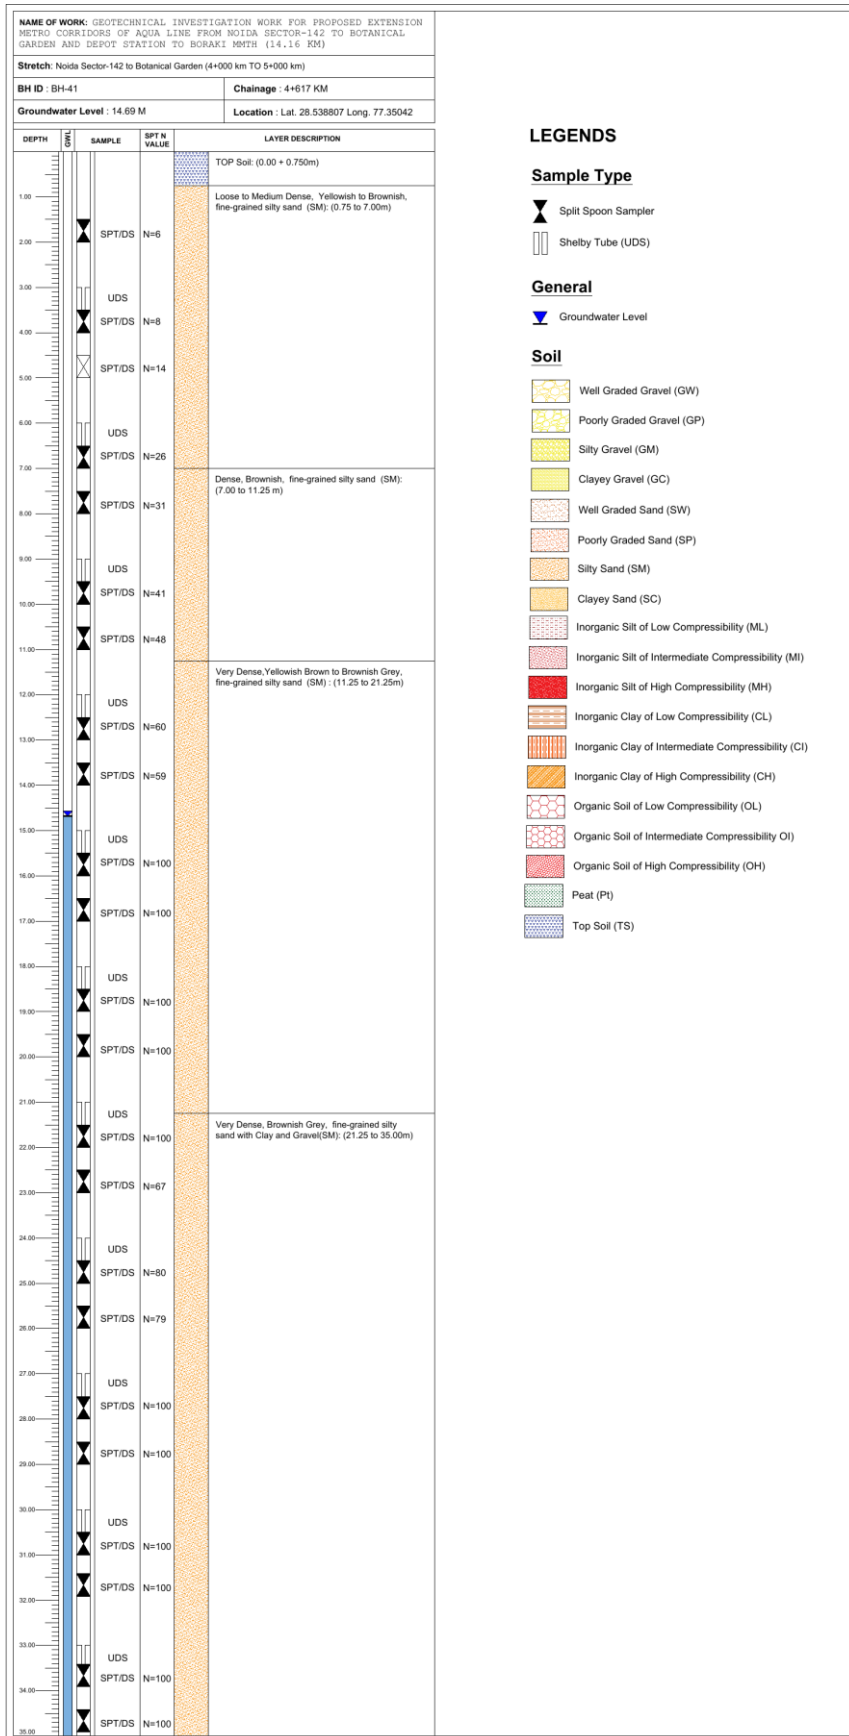 NAME OF WORK: GEOTECHNICAL INVESTIGATION WORK FOR PROPOSED EXTENSION
METRO CORRIDORS OF AQUA LINE FROM NOIDA SECTOR-142 TO BOTANICAL
GARDEN AND DEPOT STATION TO BORAKI MMTH (14.16 KM)
Stretch: Noida Sector-142 to Botanical Garden (4+000 km TO 5+000 km)
BH ID : BH-41
Chainage : 4+617 KM
Groundwater Level : 14.69 M
Location : Lat. 28.538807 Long. 77.35042
DEPTH
GWL
SAMPLE
SPT N
VALUE
LAYER DESCRIPTION
TOP Soil: (0.00 + 0.750m)
Loose to Medium Dense, Yellowish to Brownish,
1.00
fine-grained silty sand (SM): (0.75 to 7.00m)
SPT/DS N=6
2.00
3.00
UDS
SPT/DS N=8
4.00
SPT/DS N=14
5.00
6.00
UDS
SPT/DS N=26
7.00
Dense, Brownish, fine-grained silty sand (SM):
(7.00 to 11.25 m)
SPT/DS N=31
8.00
9.00
UDS
SPT/DS N=41
10.00
SPT/DS N=48
11.00
Very Dense,Yellowish Brown to Brownish Grey,
fine-grained silty sand (SM) : (11.25 to 21.25m)
12.00
UDS
SPT/DS N=60
13.00
SPT/DS N=59
14.00
15.00
UDS
SPT/DS N=100
16.00
SPT/DS N=100
17.00
18.00
UDS
SPT/DS N=100
19.00
SPT/DS N=100
20.00
21.00
UDS
Very Dense, Brownish Grey, fine-grained silty
sand with Clay and Gravel(SM): (21.25 to 35.00m)
SPT/DS N=100
22.00
SPT/DS N=67
23.00
24.00
UDS
SPT/DS N=80
25.00
SPT/DS N=79
26.00
27.00
UDS
SPT/DS N=100
28.00
SPT/DS N=100
29.00
30.00
UDS
SPT/DS N=100
31.00
SPT/DS N=100
32.00
33.00
UDS
SPT/DS N=100
34.00
SPT/DS N=100
35.00
LEGENDS
Sample Type
Split Spoon Sampler
Shelby Tube (UDS)
General
Groundwater Level
Soil
Well Graded Gravel (GW)
Poorly Graded Gravel (GP)
Silty Gravel (GM)
Clayey Gravel (GC)
Well Graded Sand (SW)
Poorly Graded Sand (SP)
Silty Sand (SM)
Clayey Sand (SC)
Inorganic Silt of Low Compressibility (ML)
Inorganic Silt of Intermediate Compressibility (MI)
Inorganic Silt of High Compressibility (MH)
Inorganic Clay of Low Compressibility (CL)
Inorganic Clay of Intermediate Compressibility (CI)
Inorganic Clay of High Compressibility (CH)
Organic Soil of Low Compressibility (OL)
Organic Soil of Intermediate Compressibility OI)
Organic Soil of High Compressibility (OH)
Peat (Pt)
Top Soil (TS)